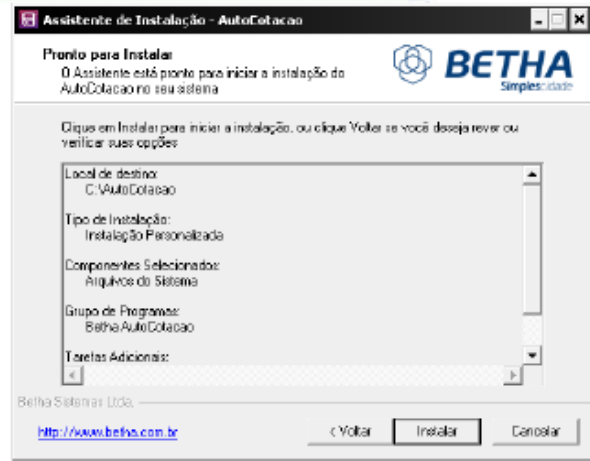 Assistente de Instalação - AutoCotacao
Pronto para Instalar
O Assistente está pronto para iniciar a instalação do
AutoCotacao no seu sistema
BETHA
Simplescidade
Clique em Instalar para iniciar a instalação, ou clique Voltar se você deseja rever ou
verificar suas opções
Local de destino:
C:\AutoCotacao
Tipo de Instalação:
Instalação Personalizada
Componentes Selecionados:
Arquivos do Sistema
Grupo de Programas:
Betha AutoCotacao
Tarefas Adicionais:
Betha Sistemas Ltda.
http://www.betha.com.br
< Voltar
Instalar
Cancelar